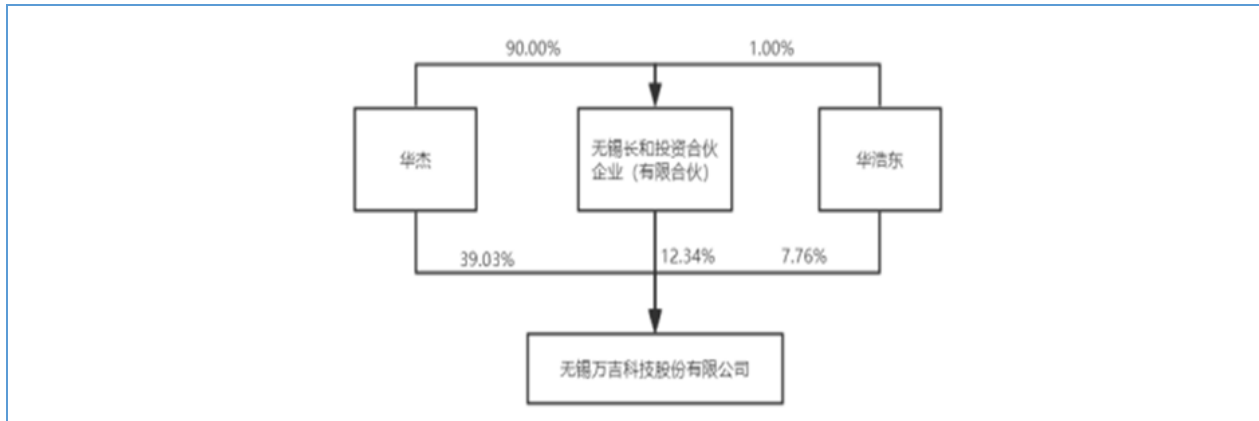 90.00%
1.00%
华杰
无锡长和投资合伙
企业（有限合伙）
华浩东
39.03%
12.34%
7.76%
无锡万吉科技股份有限公司